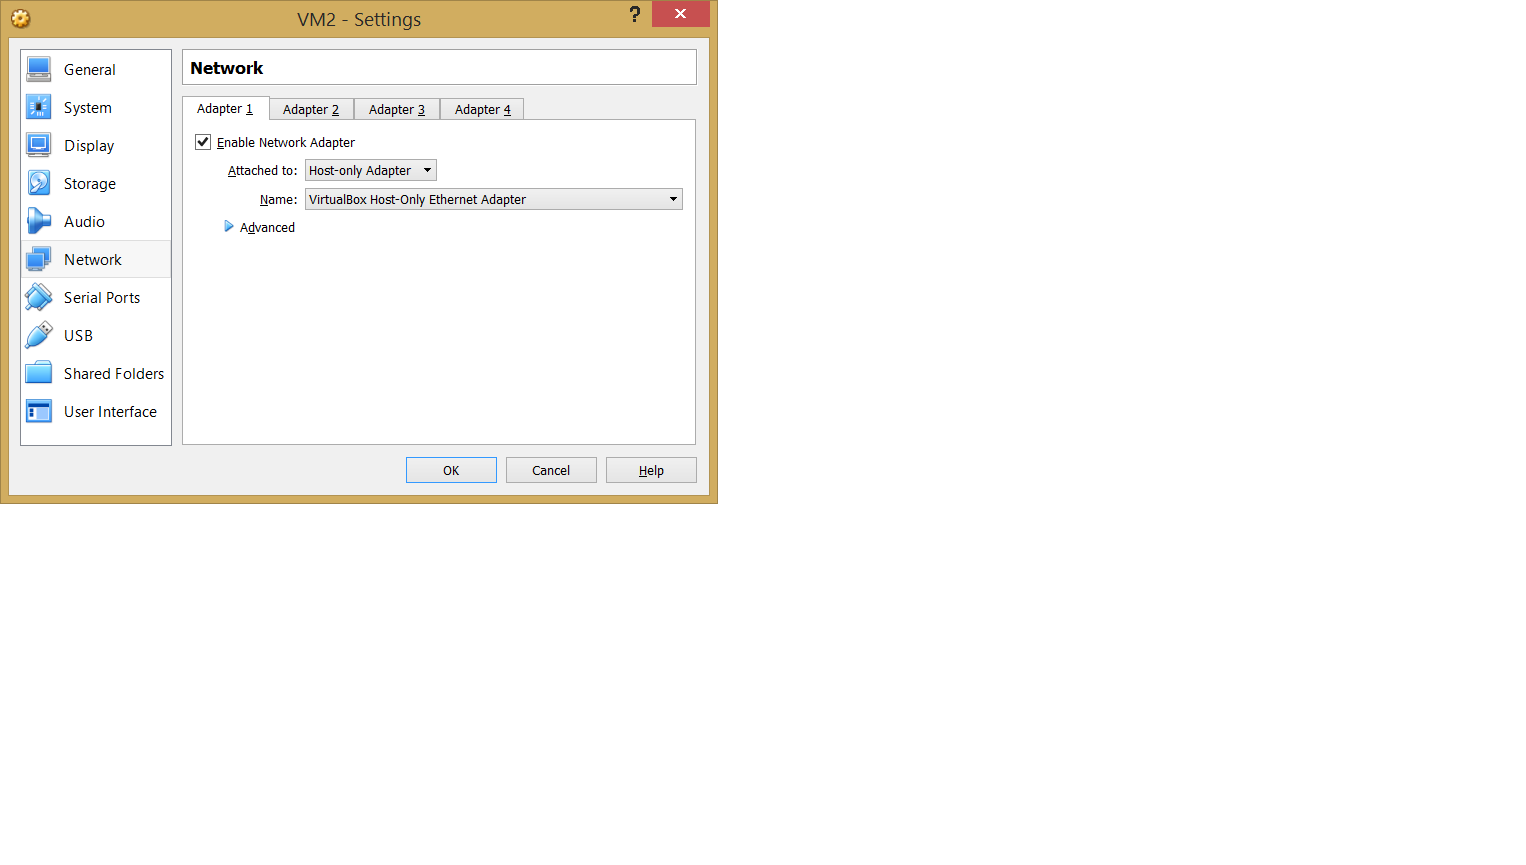 VM2 - Settings
?
General
System
Display
Storage
Audio
Network
Serial Ports
USB
Shared Folders
User Interface
Network
Adapter 1 Adapter 2 Adapter 3 Adapter 4
Enable Network Adapter
Attached to: Host-only Adapter
Name: VirtualBox Host-Only Ethernet Adapter
Advanced
OK Cancel Help